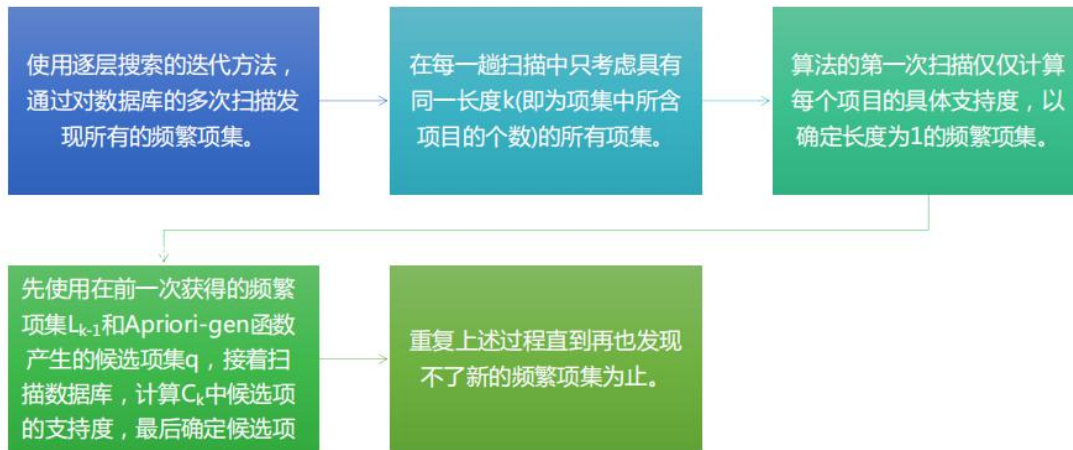 使用逐层搜索的迭代方法，
通过对数据库的多次扫描发
现所有的频繁项集。
在每一趟扫描中只考虑具有
同一长度k(即为项集中所含
项目的个数)的所有项集。
算法的第一次扫描仅仅计算
每个项目的具体支持度，以
确定长度为1的频繁项集。
先使用在前一次获得的频繁
项集Lk-1和Apriori-gen函数
产生的候选项集q，接着扫
描数据库，计算Ck中候选项
的支持度，最后确定候选项
重复上述过程直到再也发现
不了新的频繁项集为止。